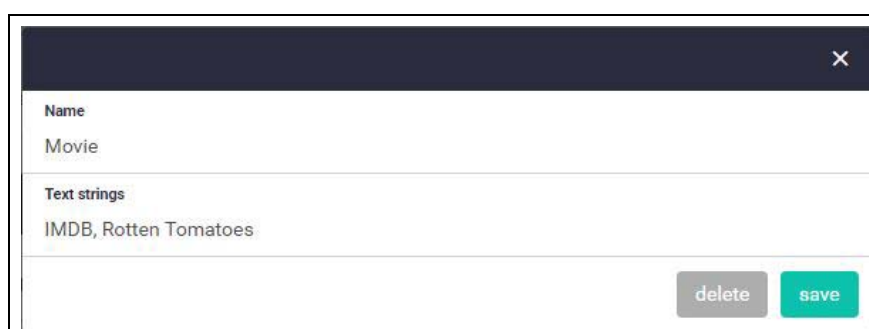 Name
Movie
Text strings
IMDB, Rotten Tomatoes
delete save